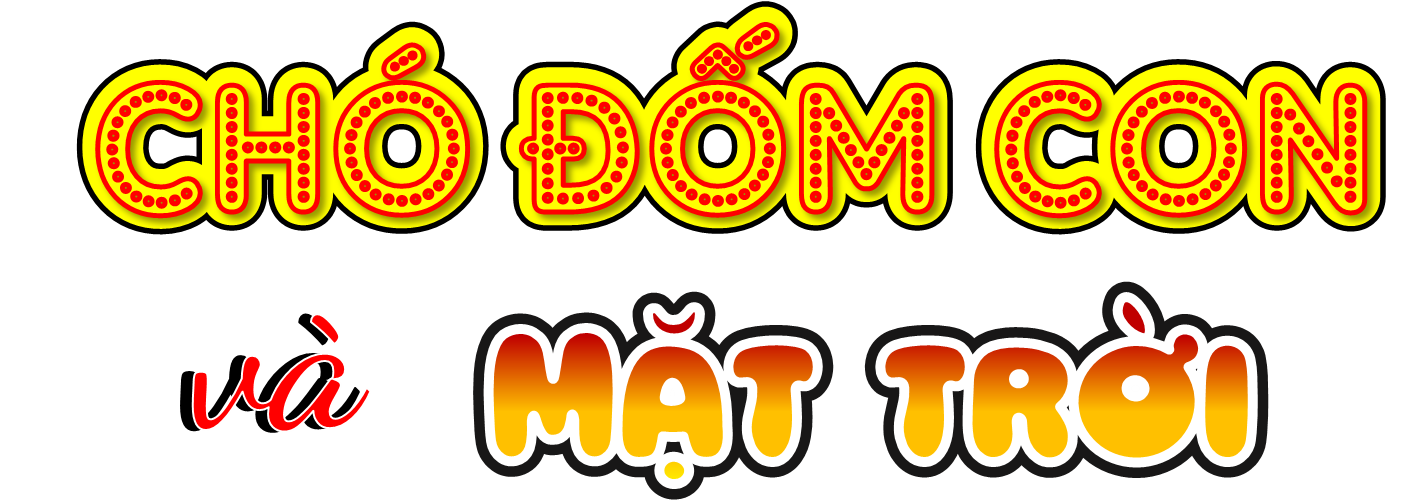 CHÓ ĐỐM CON
và MẶT TRỜI